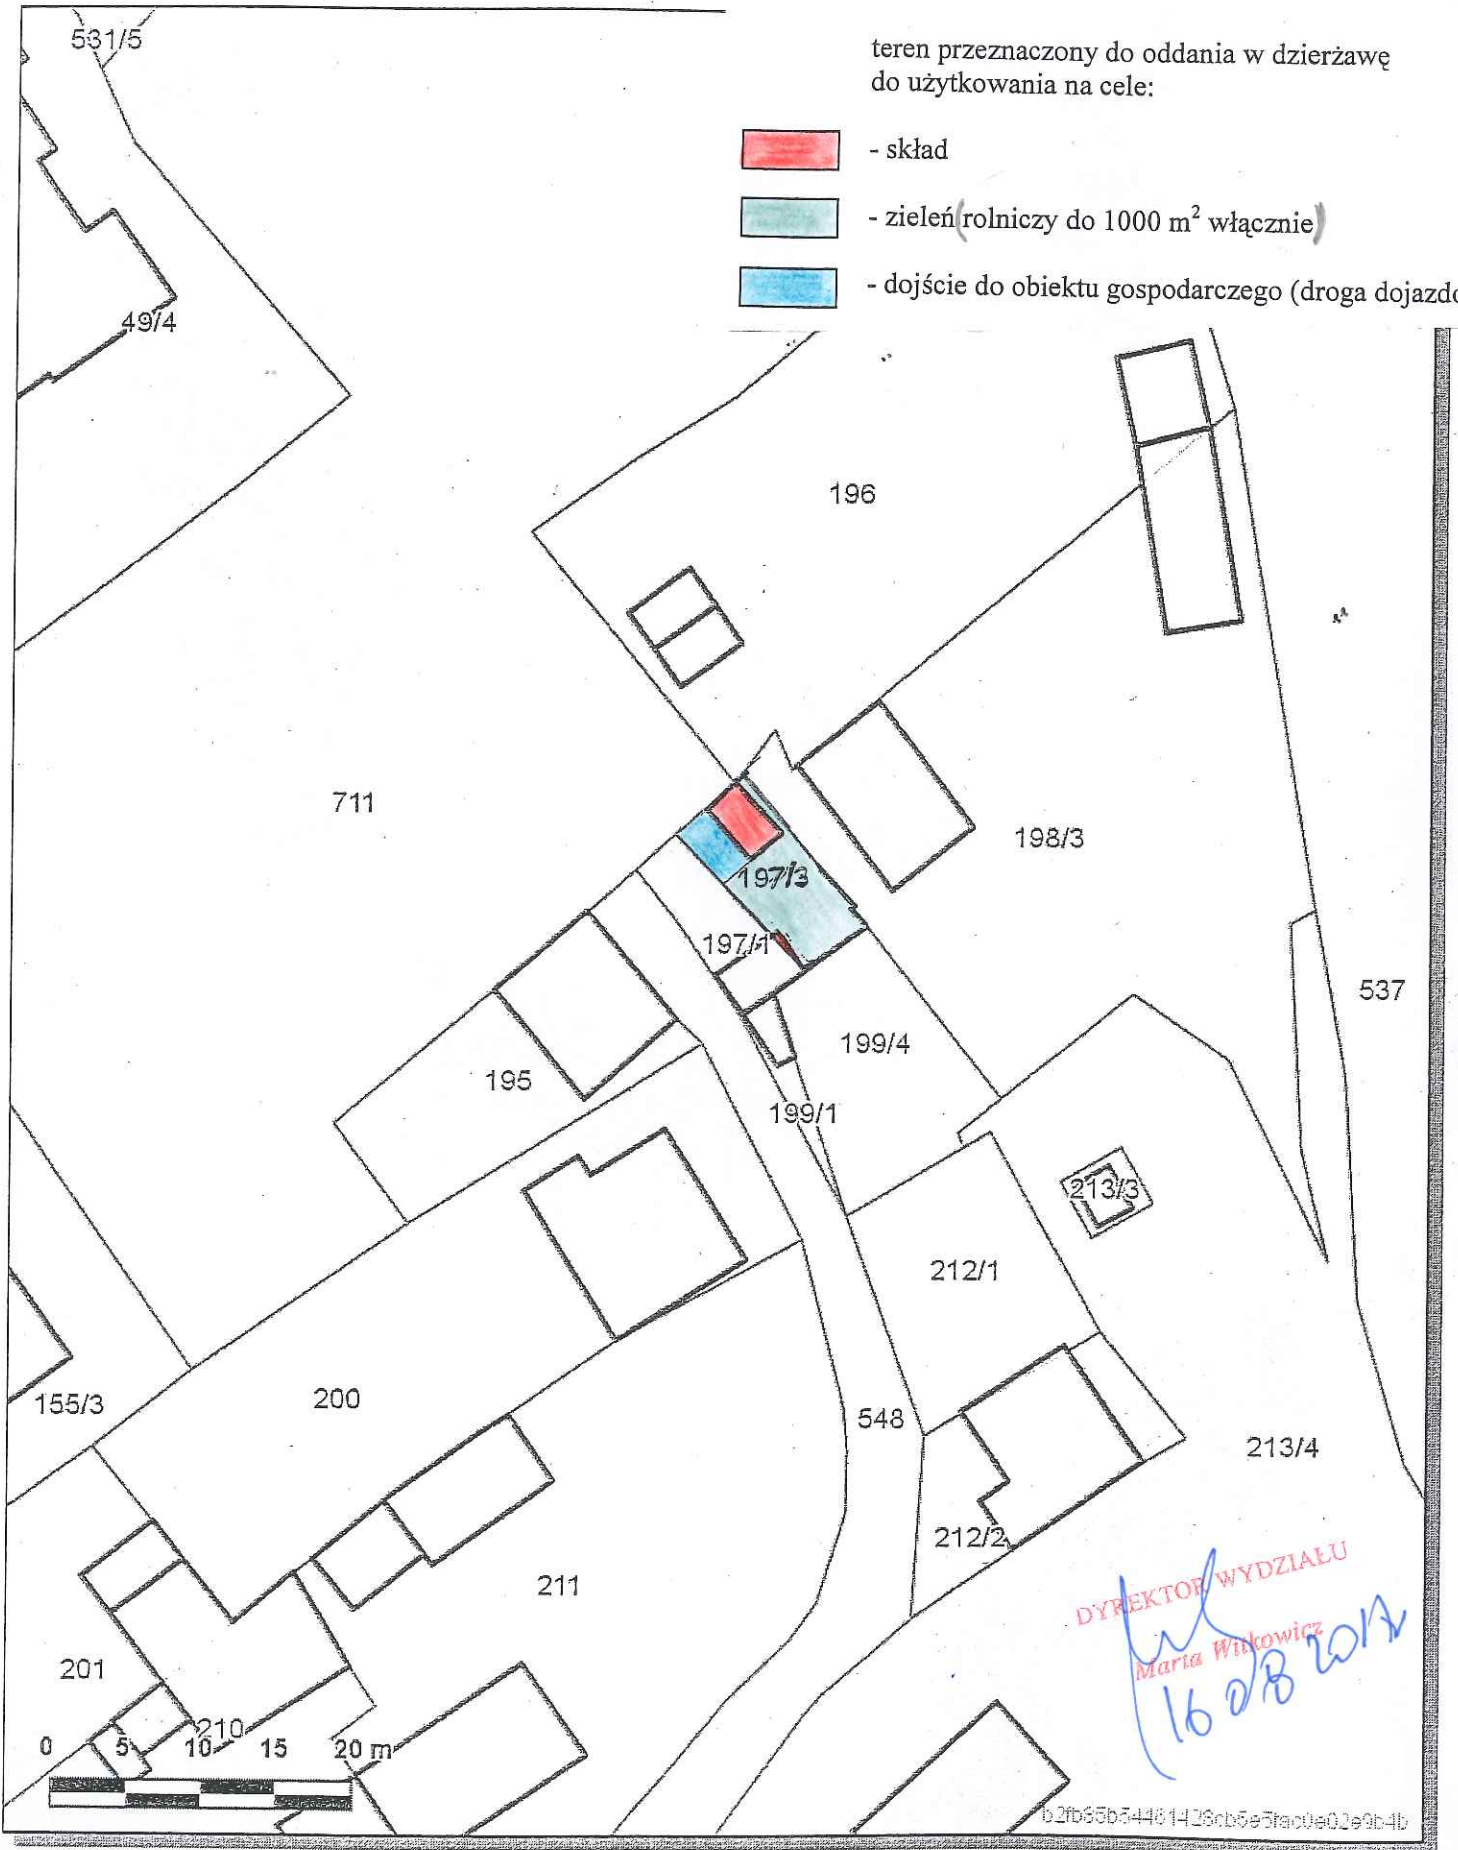 531/5
teren przeznaczony do oddania w dzierżawę
do użytkowania na cele:
- skład
- zieleń(rolniczy do 1000 m² włącznie)
- dojście do obiektu gospodarczego (droga dojazdo
49/4
196
711
198/3
197/3
197/1
537
199/4
195
199/1
213/3
212/1
200
155/3
548
213/4
212/2
211
DYREKTOR WYDZIAŁU
Maria Witkowicz
16 08 2017
201
210
0 5 10 15 20 m